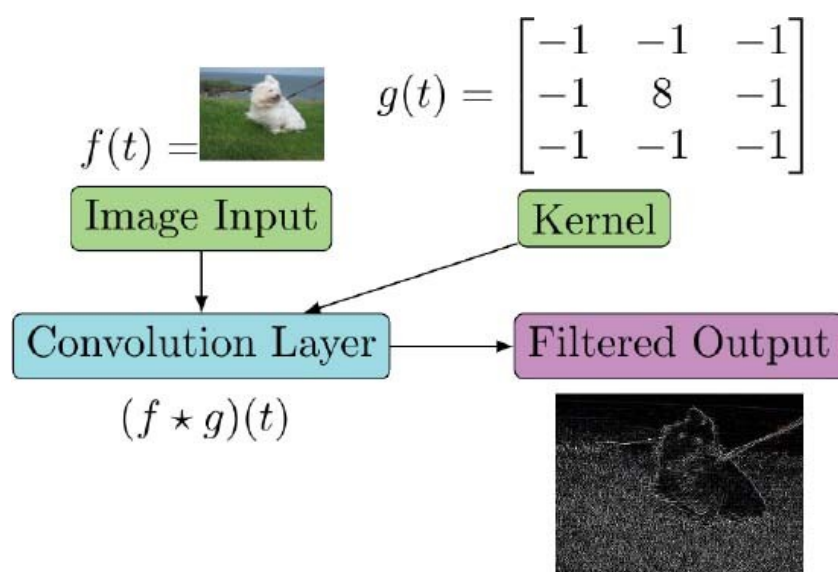 f(t) =
g(t) = [−1 −1 −1
−1 8 −1
−1 −1 −1]
Image Input
Kernel
Convolution Layer
Filtered Output
(f ⋆ g)(t)